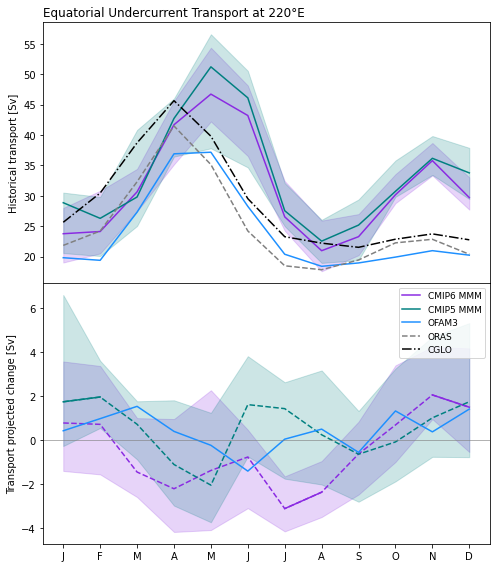 Equatorial Undercurrent Transport at 220°E
Historical transport [Sv]
55
50
45
40
35
30
25
20
Transport projected change [Sv]
6
4
2
0
−2
−4
CMIP6 MMM
CMIP5 MMM
OFAM3
ORAS
CGLO
J F M A M J J A S O N D